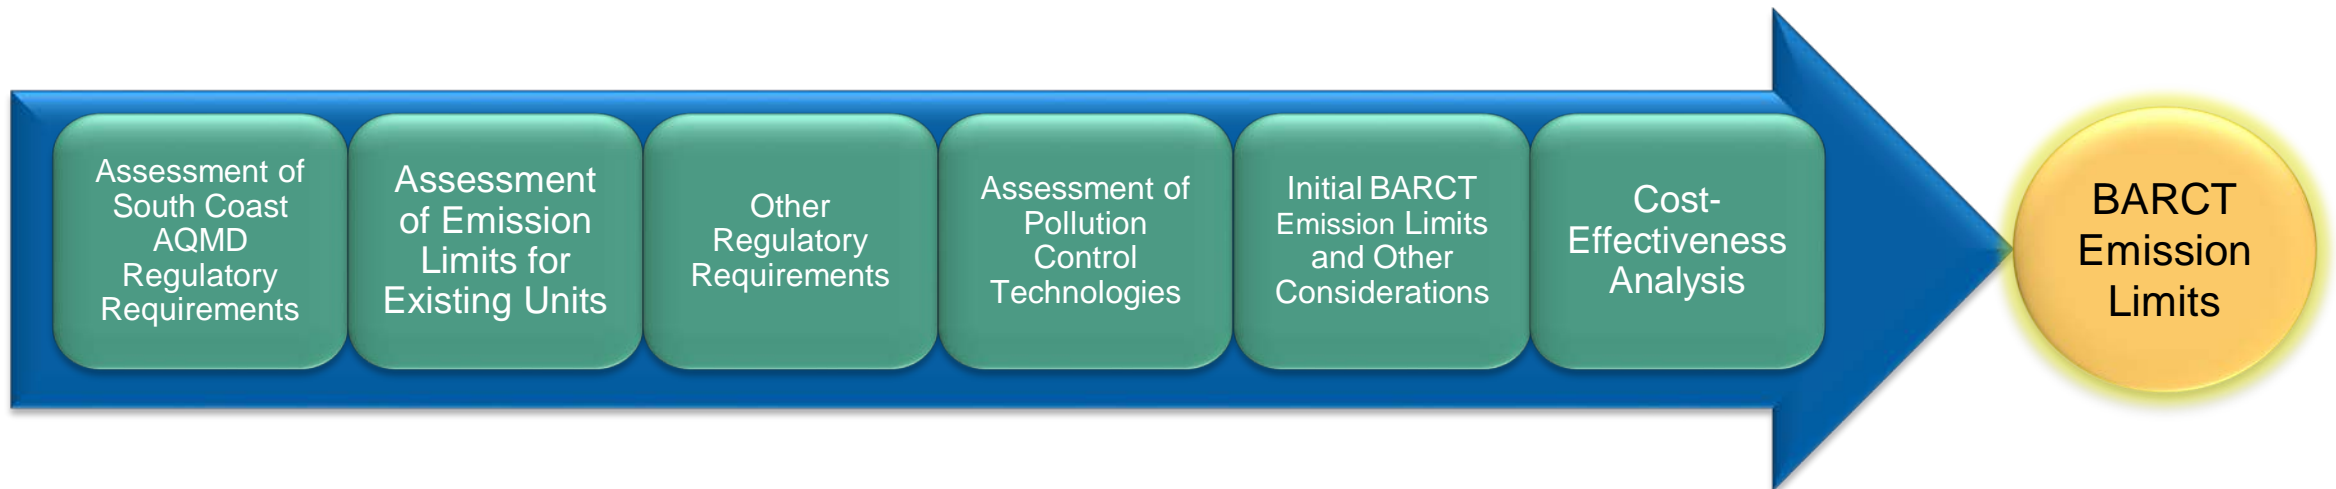 Assessment of
South Coast
AQMD
Regulatory
Requirements
Assessment
of Emission
Limits for
Existing Units
Other
Regulatory
Requirements
Assessment of
Pollution
Control
Technologies
Initial BARCT
Emission Limits
and Other
Considerations
Cost-
Effectiveness
Analysis
BARCT
Emission
Limits